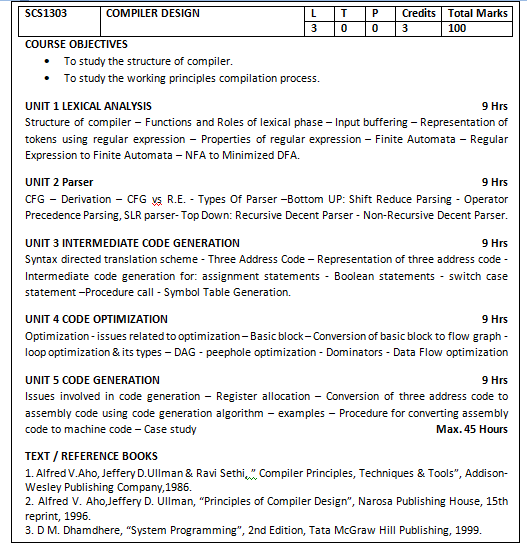 SCS1303 COMPILER DESIGN L T P Credits Total Marks
3 0 0 3 100
COURSE OBJECTIVES
• To study the structure of compiler.
• To study the working principles compilation process.
UNIT 1 LEXICAL ANALYSIS 9 Hrs
Structure of compiler – Functions and Roles of lexical phase – Input buffering – Representation of
tokens using regular expression – Properties of regular expression – Finite Automata – Regular
Expression to Finite Automata – NFA to Minimized DFA.
UNIT 2 Parser 9 Hrs
CFG – Derivation – CFG vs R.E. - Types Of Parser –Bottom UP: Shift Reduce Parsing - Operator
Precedence Parsing, SLR parser- Top Down: Recursive Decent Parser - Non-Recursive Decent Parser.
UNIT 3 INTERMEDIATE CODE GENERATION 9 Hrs
Syntax directed translation scheme - Three Address Code – Representation of three address code -
Intermediate code generation for: assignment statements - Boolean statements - switch case
statement –Procedure call - Symbol Table Generation.
UNIT 4 CODE OPTIMIZATION 9 Hrs
Optimization - issues related to optimization – Basic block – Conversion of basic block to flow graph -
loop optimization & its types – DAG - peephole optimization - Dominators - Data Flow optimization
UNIT 5 CODE GENERATION 9 Hrs
Issues involved in code generation – Register allocation – Conversion of three address code to
assembly code using code generation algorithm – examples – Procedure for converting assembly
code to machine code – Case study Max. 45 Hours
TEXT / REFERENCE BOOKS
1. Alfred V.Aho, Jeffery D.Ullman & Ravi Sethi, ” Compiler Principles, Techniques & Tools”, Addison-
Wesley Publishing Company,1986.
2. Alfred V. Aho,Jeffery D. Ullman, “Principles of Compiler Design”, Narosa Publishing House, 15th
reprint, 1996.
3. D M. Dhamdhere, “System Programming”, 2nd Edition, Tata McGraw Hill Publishing, 1999.